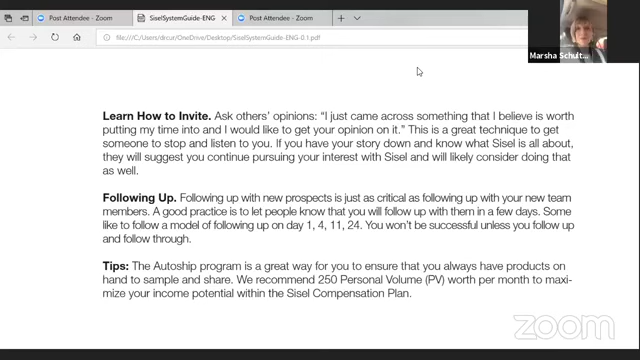 Post Attendee - Zoom
SiselSystemGuide-ENG
Post Attendee - Zoom
file:///C:/Users/drcur/OneDrive/Desktop/SiselSystemGuide-ENG-0.1.pdf
Marsha Schult...
Learn How to Invite. Ask others' opinions: "I just came across something that I believe is worth
putting my time into and I would like to get your opinion on it." This is a great technique to get
someone to stop and listen to you. If you have your story down and know what Sisel is all about,
they will suggest you continue pursuing your interest with Sisel and will likely consider doing that
as well.
Following Up. Following up with new prospects is just as critical as following up with your new team
members. A good practice is to let people know that you will follow up with them in a few days. Some
like to follow a model of following up on day 1, 4, 11, 24. You won't be successful unless you follow up
and follow through.
Tips: The Autoship program is a great way for you to ensure that you always have products on
hand to sample and share. We recommend 250 Personal Volume (PV) worth per month to maxi-
mize your income potential within the Sisel Compensation Plan.
zoom